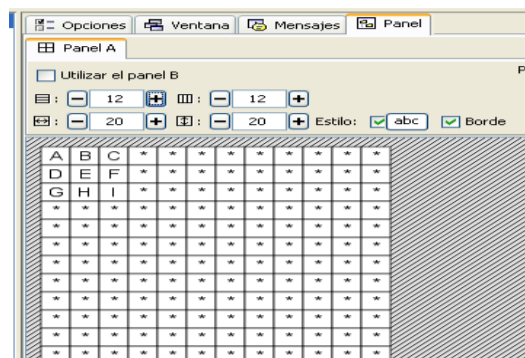 Opciones Ventana Mensajes Panel
Panel A
Utilizar el panel B P
: - 12 + : - 12 +
: - 20 + : - 20 + Estilo: abc Borde
A B C * * * * * * * * *
D E F * * * * * * * * *
G H I * * * * * * * * *
* * * * * * * * * * * *
* * * * * * * * * * * *
* * * * * * * * * * * *
* * * * * * * * * * * *
* * * * * * * * * * * *
* * * * * * * * * * * *
* * * * * * * * * * * *
* * * * * * * * * * * *
* * * * * * * * * * * *